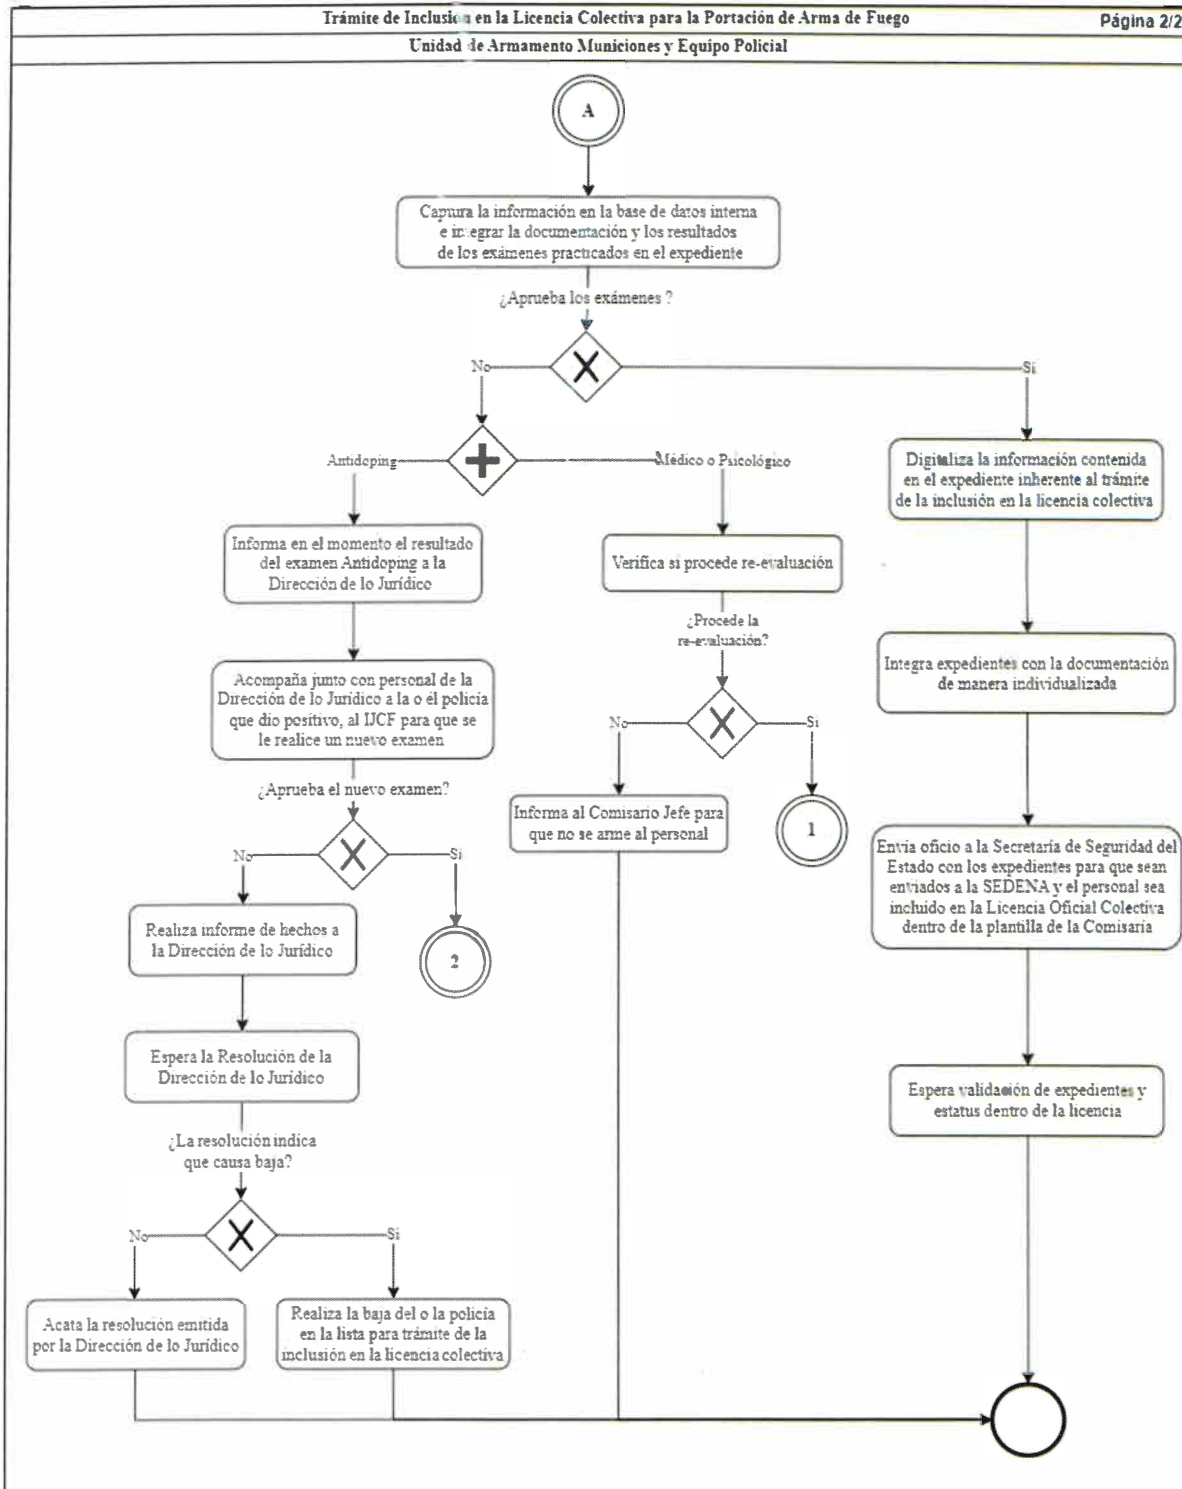 Trámite de Inclusión en la Licencia Colectiva para la Portación de Arma de Fuego
Página 2/2
Unidad de Armamento Municiones y Equipo Policial
A
Captura la información en la base de datos interna
e integrar la documentación y los resultados
de los exámenes practicados en el expediente
¿Aprueba los exámenes ?
No
Si
Antidoping
Médico o Psicológico
Digitaliza la información contenida
en el expediente inherente al trámite
de la inclusión en la licencia colectiva
Informa en el momento el resultado
del examen Antidoping a la
Dirección de lo Jurídico
Verifica si procede re-evaluación
¿Procede la
re-evaluación?
Integra expedientes con la documentación
de manera individualizada
Acompaña junto con personal de la
Dirección de lo Jurídico a la o él policía
que dio positivo, al IJCF para que se
le realice un nuevo examen
No
Si
¿Aprueba el nuevo examen?
Informa al Comisario Jefe para
que no se arme al personal
1
No
Si
Envía oficio a la Secretaría de Seguridad del
Estado con los expedientes para que sean
enviados a la SEDENA y el personal sea
incluido en la Licencia Oficial Colectiva
dentro de la plantilla de la Comisaría
Realiza informe de hechos a
la Dirección de lo Jurídico
2
Espera la Resolución de la
Dirección de lo Jurídico
Espera validación de expedientes y
estatus dentro de la licencia
¿La resolución indica
que causa baja?
No
Si
Acata la resolución emitida
por la Dirección de lo Jurídico
Realiza la baja del o la policía
en la lista para trámite de la
inclusión en la licencia colectiva